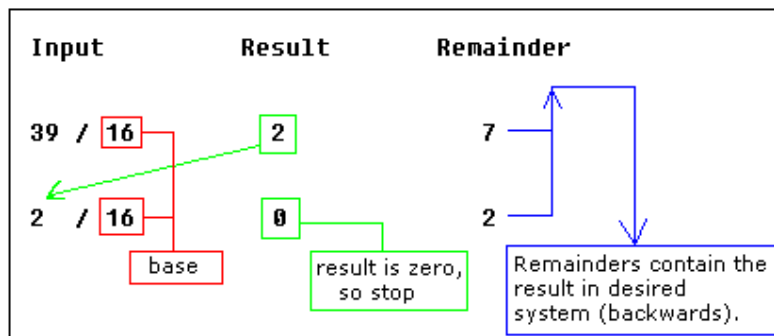 Input Result Remainder
39 / 16 2 7
2 / 16 0 2
base
result is zero,
so stop
Remainders contain the
result in desired
system (backwards).